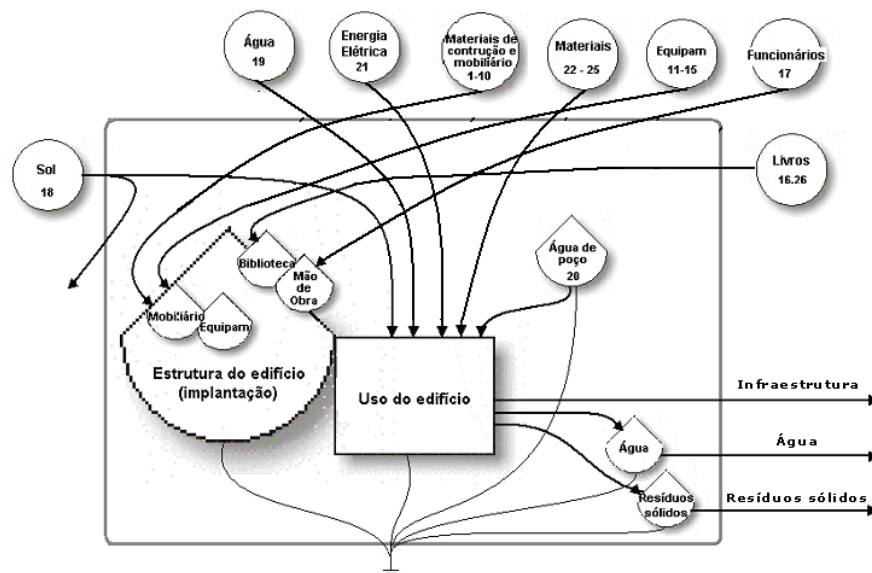 Água
19
Energia
Elétrica
21
Materiais de
contrução e
mobiliário
1-10
Materiais
22 - 25
Equipam
11-15
Funcionários
17
Sol
18
Livros
16.26
Biblioteca
Mão
de
Obra
Água de
poço
20
Mobiliário
Equipam
Estrutura do edifício
(implantação)
Uso do edifício
Infraestrutura
Água
Água
Resíduos
sólidos
Resíduos sólidos